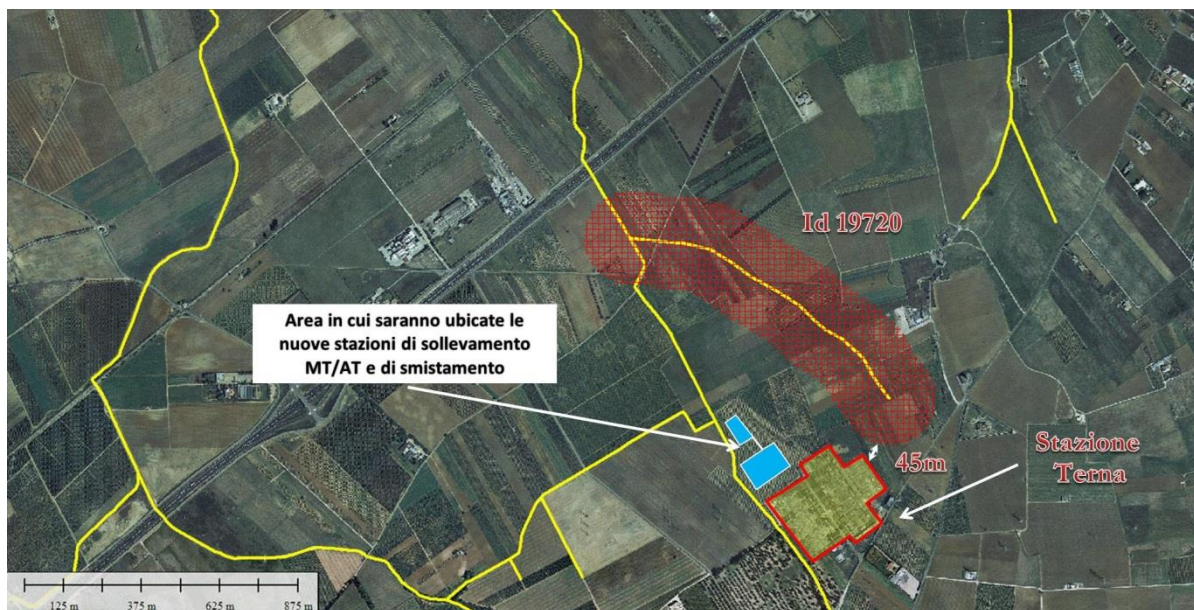 Id 19720
Area in cui saranno ubicate le
nuove stazioni di sollevamento
MT/AT e di smistamento
45m
Stazione
Terna
125 m 375 m 625 m 875 m